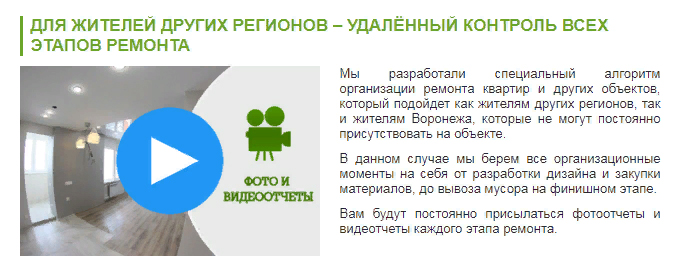 ДЛЯ ЖИТЕЛЕЙ ДРУГИХ РЕГИОНОВ – УДАЛЁННЫЙ КОНТРОЛЬ ВСЕХ
ЭТАПОВ РЕМОНТА
ФОТО И
ВИДЕООТЧЕТЫ
Мы разработали специальный алгоритм
организации ремонта квартир и других объектов,
который подойдет как жителям других регионов, так
и жителям Воронежа, которые не могут постоянно
присутствовать на объекте.
В данном случае мы берем все организационные
моменты на себя от разработки дизайна и закупки
материалов, до вывоза мусора на финишном этапе.
Вам будут постоянно присылаться фотоотчеты и
видеотчеты каждого этапа ремонта.